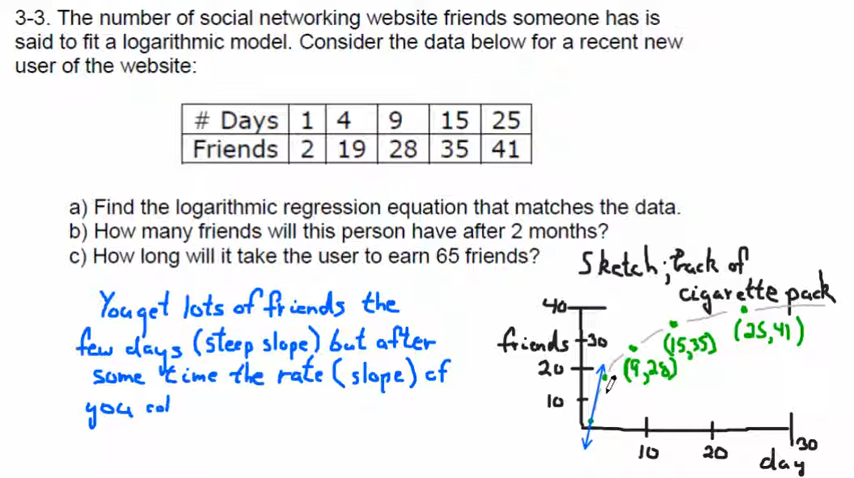 3-3. The number of social networking website friends someone has is
said to fit a logarithmic model. Consider the data below for a recent new
user of the website:
# Days 1 4 9 15 25
Friends 2 19 28 35 41
a) Find the logarithmic regression equation that matches the data.
b) How many friends will this person have after 2 months?
c) How long will it take the user to earn 65 friends?
Sketch; back of
cigarette pack
You get lots of friends the
few days (steep slope) but after
some time the rate (slope) of
you col
40
friends 30
20
10
(9,28)
(15,35)
(25,41)
10 20 30
day